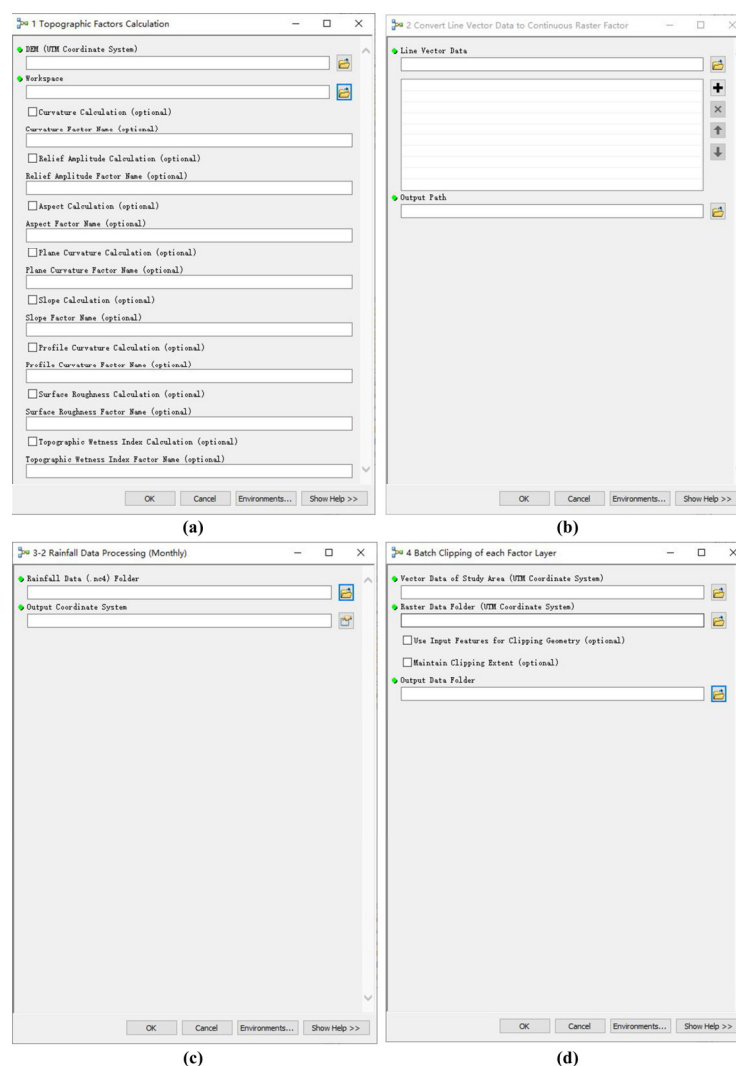 1 Topographic Factors Calculation
DEM (UTM Coordinate System)
Workspace
Curvature Calculation (optional)
Curvature Factor Name (optional)
Relief Amplitude Calculation (optional)
Relief Amplitude Factor Name (optional)
Aspect Calculation (optional)
Aspect Factor Name (optional)
Plane Curvature Calculation (optional)
Plane Curvature Factor Name (optional)
Slope Calculation (optional)
Slope Factor Name (optional)
Profile Curvature Calculation (optional)
Profile Curvature Factor Name (optional)
Surface Roughness Calculation (optional)
Surface Roughness Factor Name (optional)
Topographic Wetness Index Calculation (optional)
Topographic Wetness Index Factor Name (optional)
OK Cancel Environments... Show Help >>
(a)
2 Convert Line Vector Data to Continuous Raster Factor
Line Vector Data
Output Path
OK Cancel Environments... Show Help >>
(b)
3-2 Rainfall Data Processing (Monthly)
Rainfall Data (.nc4) Folder
Output Coordinate System
OK Cancel Environments... Show Help >>
(c)
4 Batch Clipping of each Factor Layer
Vector Data of Study Area (UTM Coordinate System)
Raster Data Folder (UTM Coordinate System)
Use Input Features for Clipping Geometry (optional)
Maintain Clipping Extent (optional)
Output Data Folder
OK Cancel Environments... Show Help >>
(d)